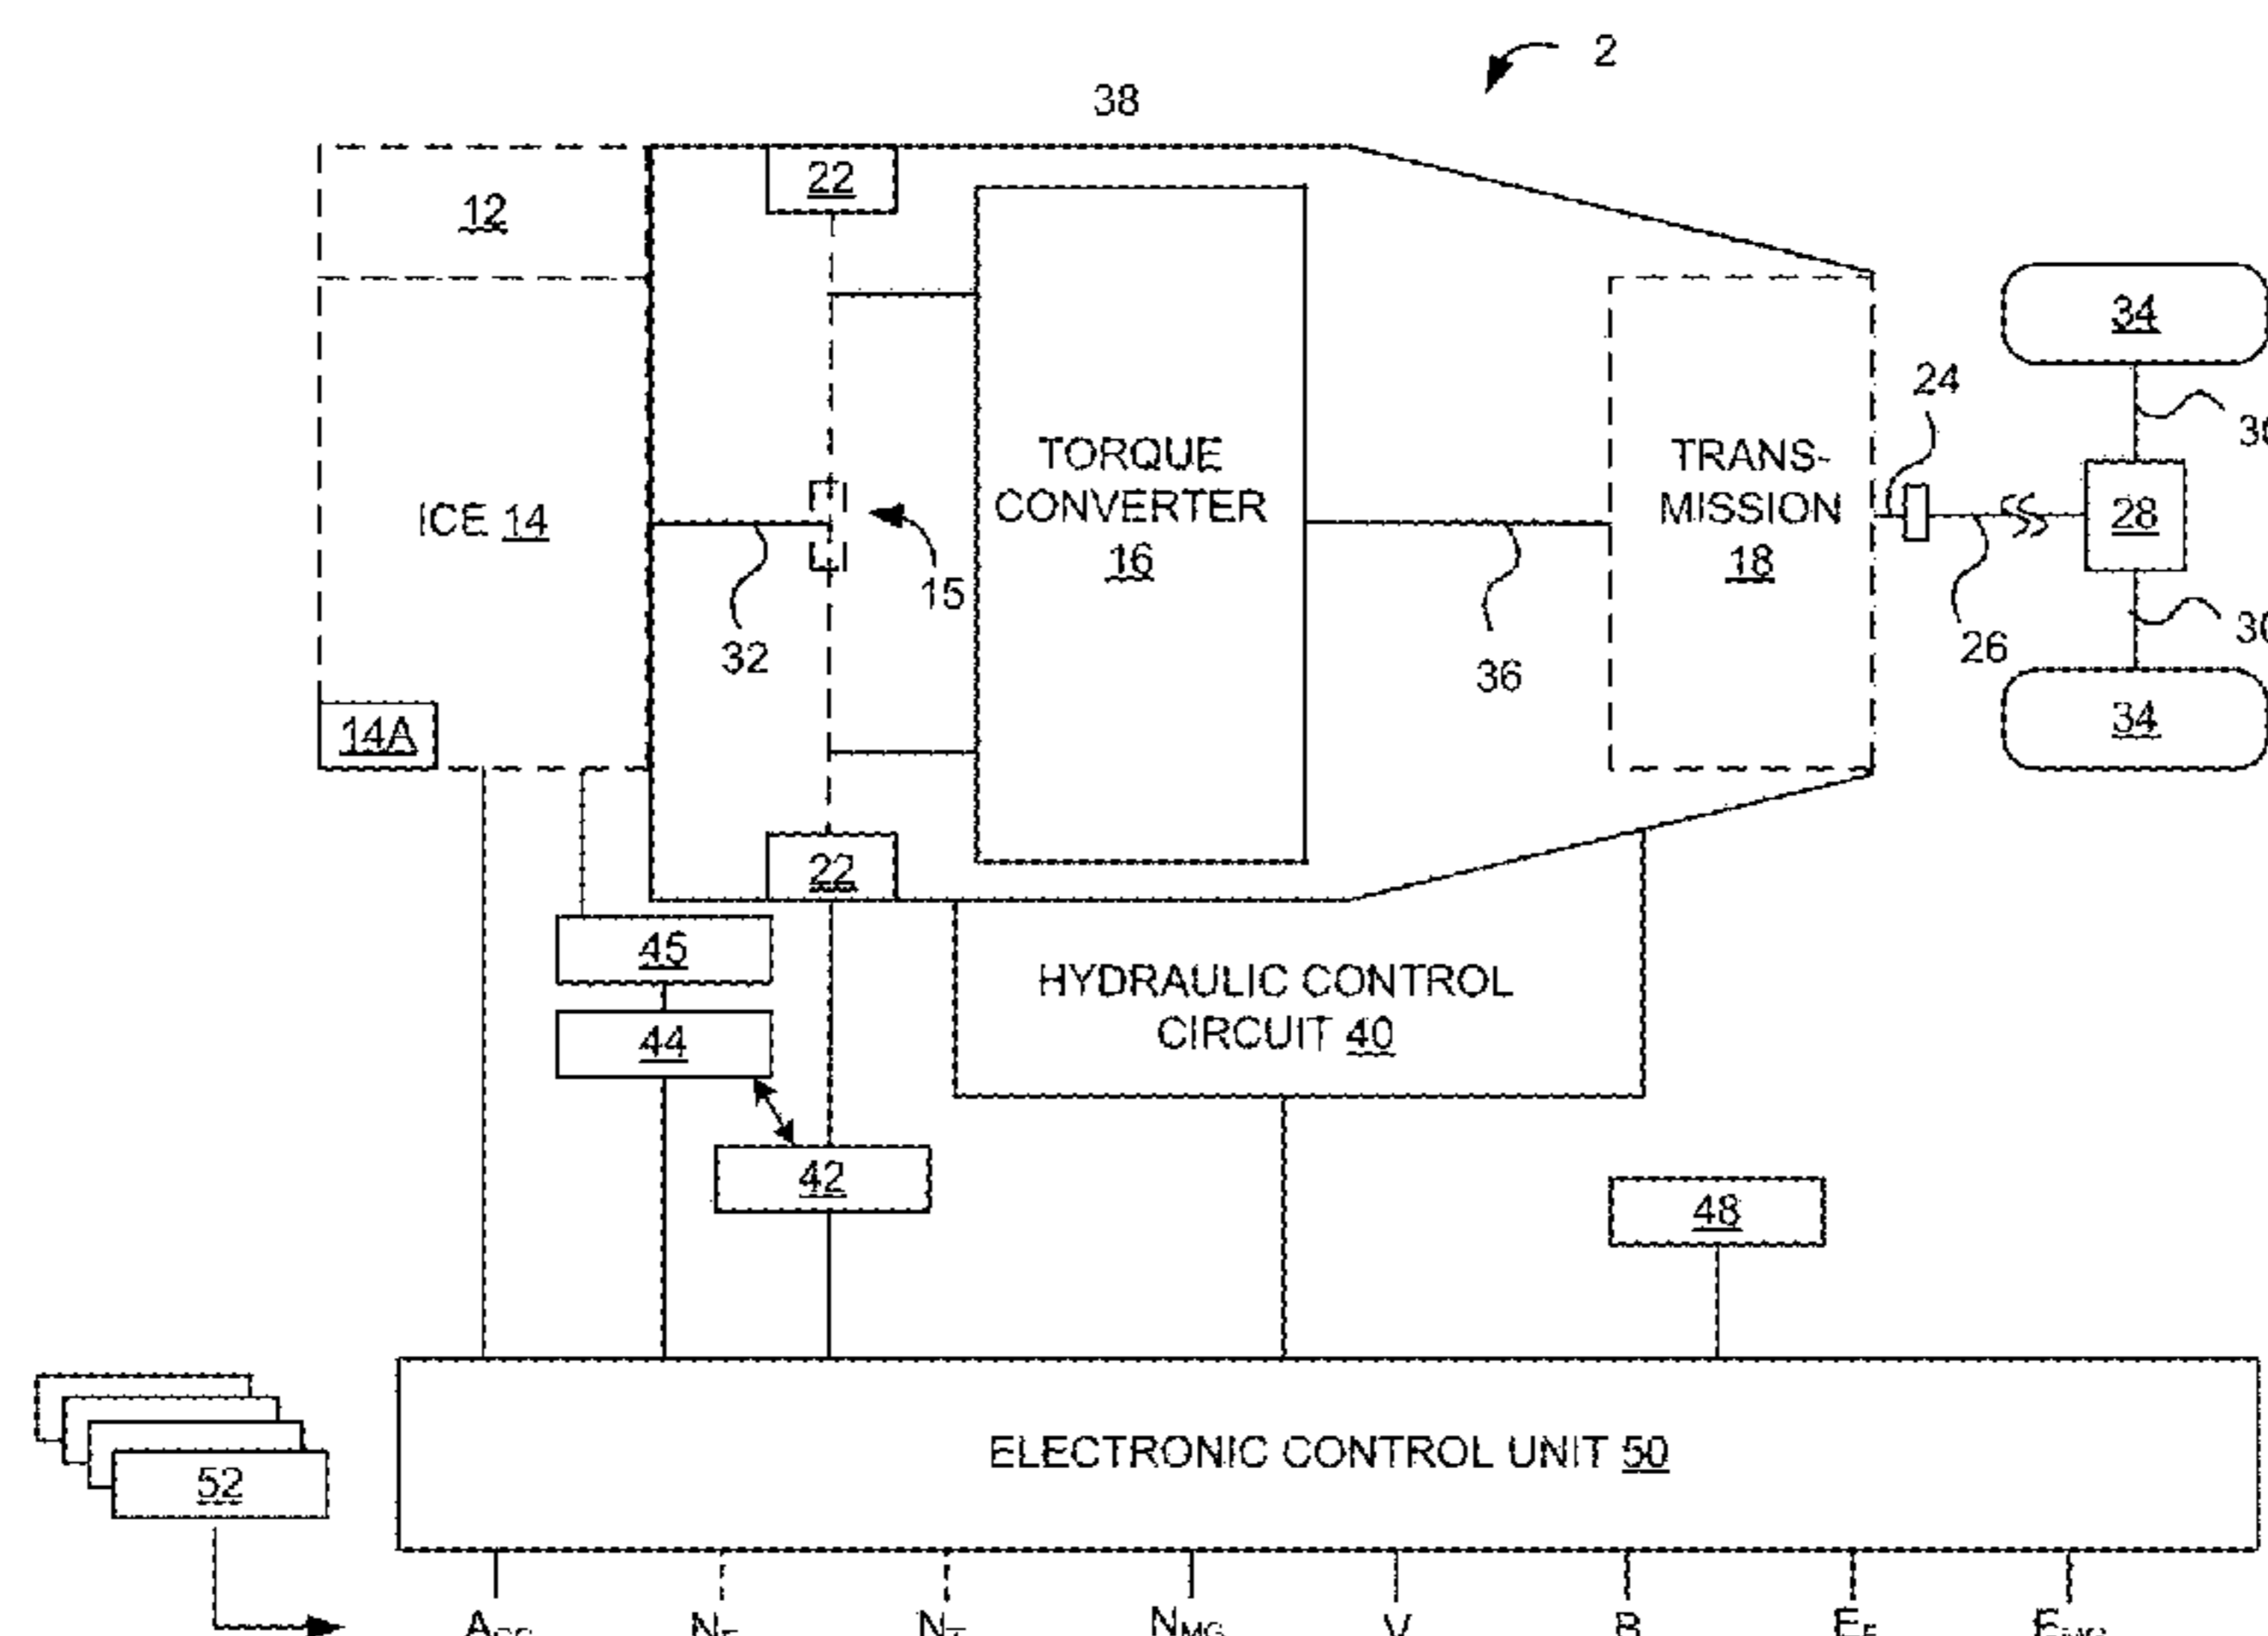 2
38
22
12
34
24
TORQUE
CONVERTER
16
TRANS-
MISSION
18
ICE 14
28
15
32
36
26
34
14A
22
45
HYDRAULIC CONTROL
CIRCUIT 40
44
42
48
ELECTRONIC CONTROL UNIT 50
52
N_MG
V
B